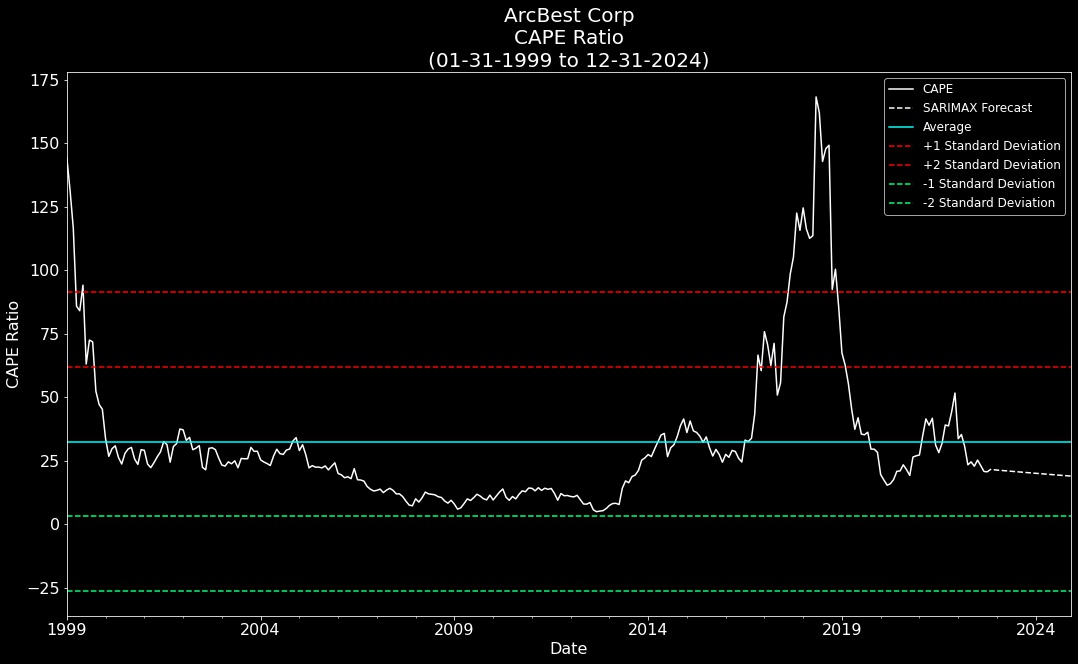 ArcBest Corp
CAPE Ratio
(01-31-1999 to 12-31-2024)
CAPE
SARIMAX Forecast
Average
+1 Standard Deviation
+2 Standard Deviation
-1 Standard Deviation
-2 Standard Deviation
175
150
125
100
75
50
25
0
−25
CAPE Ratio
1999 2004 2009 2014 2019 2024
Date